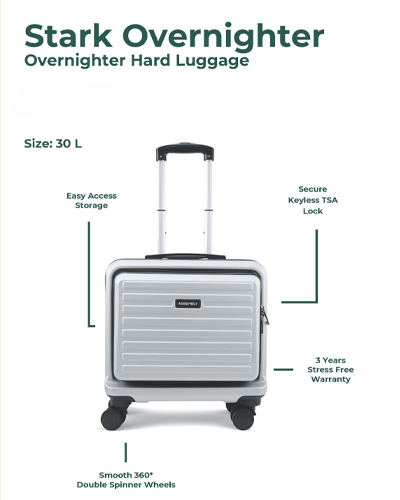 Stark Overnighter
Overnighter Hard Luggage
Size: 30 L
Easy Access
Storage
Secure
Keyless TSA
Lock
ASSEMBLY
3 Years
Stress Free
Warranty
Smooth 360°
Double Spinner Wheels